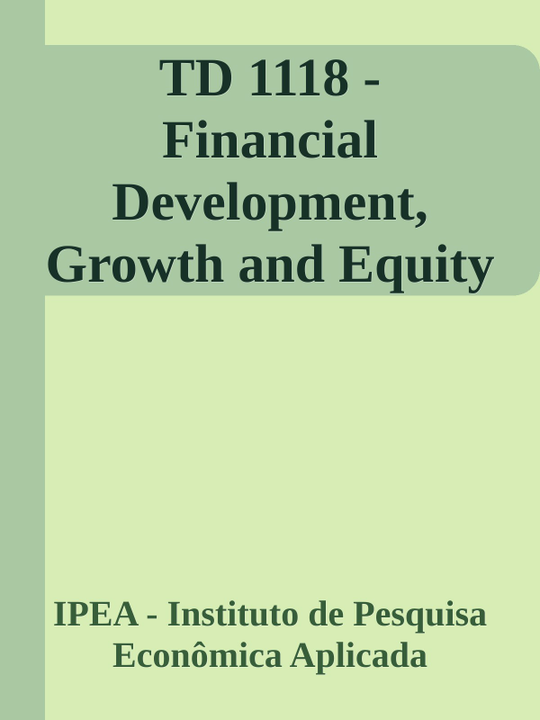 TD 1118 -
Financial
Development,
Growth and Equity
IPEA - Instituto de Pesquisa
Econômica Aplicada